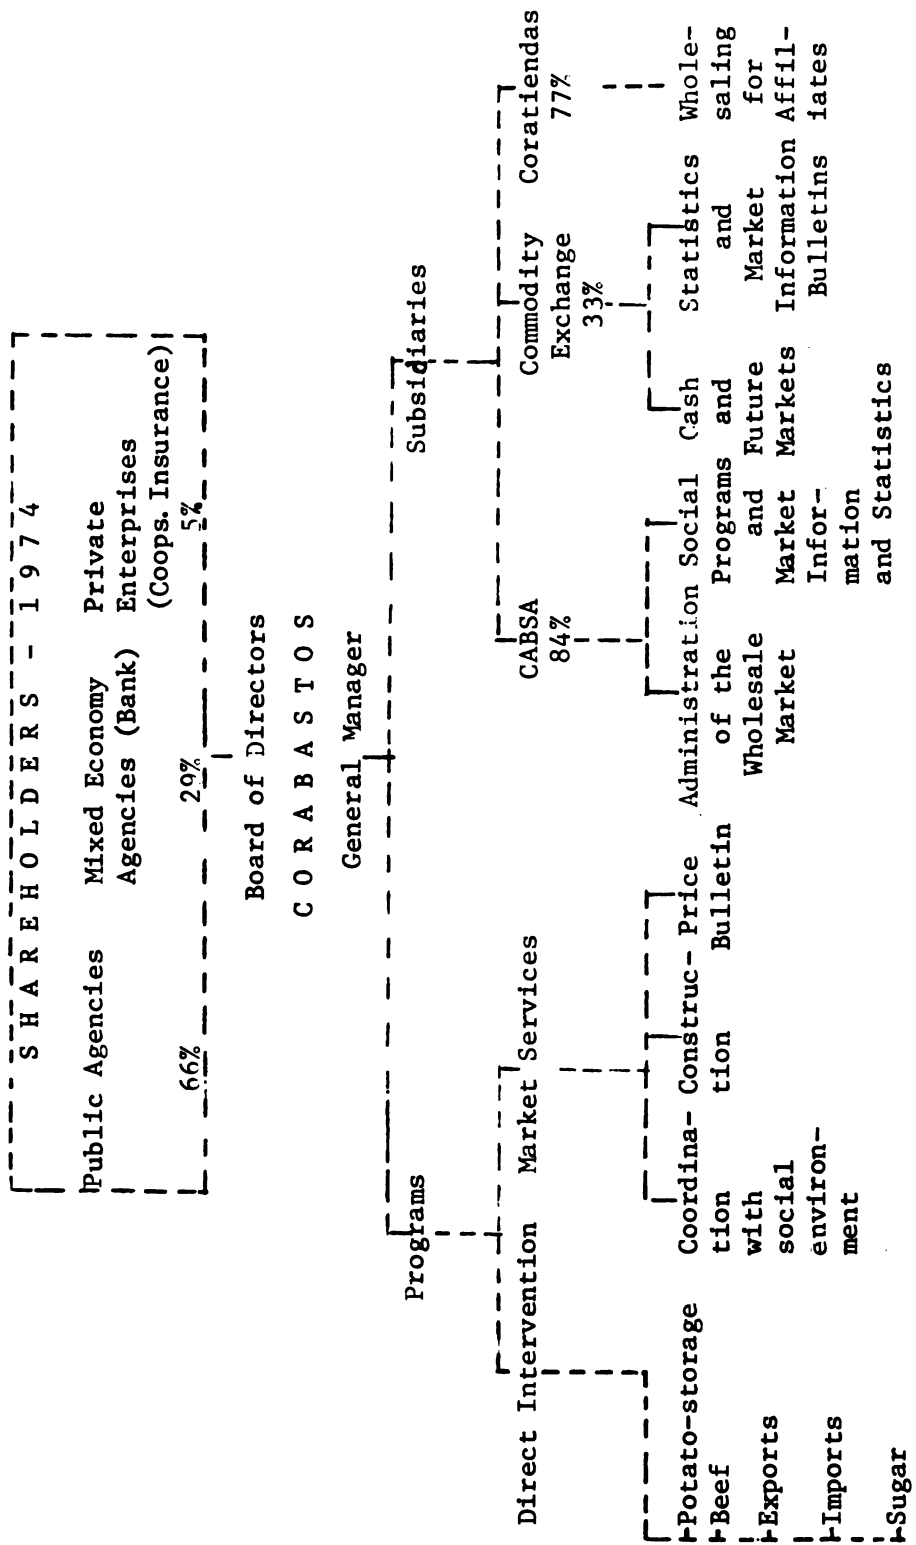 S H A R E H O L D E R S - 1 9 7 4
Public Agencies Mixed Economy Private
Agencies (Bank) Enterprises
(Coops. Insurance)
66% 29% 5%
Board of Directors
C O R A B A S T O S
General Manager
Programs Subsidiaries
Direct Intervention Market Services CABSA Commodity Coratiendas
84% Exchange 77%
33%
Potato-storage Coordina- Construc- Price Administration Social Cash Statistics Whole-
Beef tion tion Bulletin of the Programs and and saling
Exports with Wholesale and Future Market for
social Market Market Markets Information Affil-
Imports environ- Infor- Bulletins iates
ment mation
Sugar and Statistics